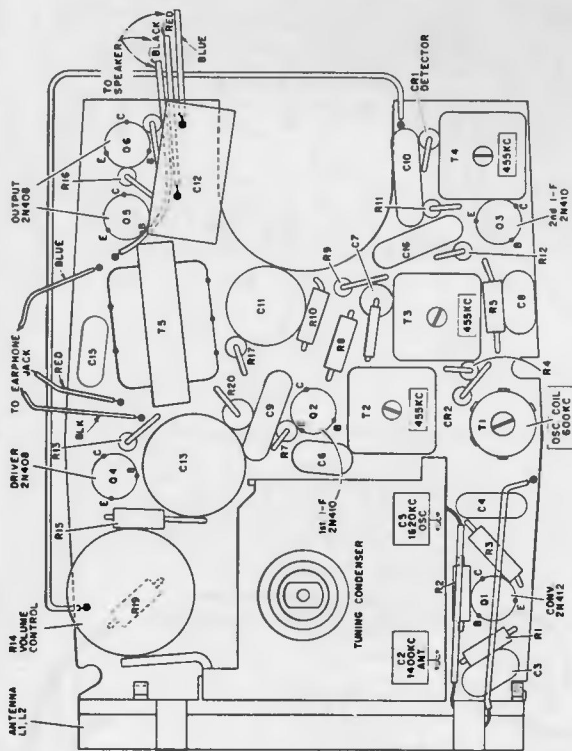 ANTENNA
L1, L2
R14
VOLUME
CONTROL
R19
R15
DRIVER
2N408
Q4
E
C
B
R13
BLK
TO EARPHONE
JACK
RED
BLUE
C15
T5
C13
R20
R17
C11
OUTPUT
2N408
Q5
E
C
B
R16
Q6
E
C
B
TO
SPEAKER
BLACK
RED
BLUE
C12
TUNING CONDENSER
1st I-F
2N410
C9
Q2
E
C
B
R7
C6
R10
R8
R9
C7
T2
455KC
T3
455KC
C16
R11
C10
CR1
DETECTOR
T4
455KC
Q3
E
C
B
2nd I-F
2N410
R12
R5
C8
R4
CR2
T1
OSC COIL
600KC
C5
1620KC
OSC
C2
1400KC
ANT
R2
C4
R3
Q1
B
C
E
CONV
2N412
R1
C3